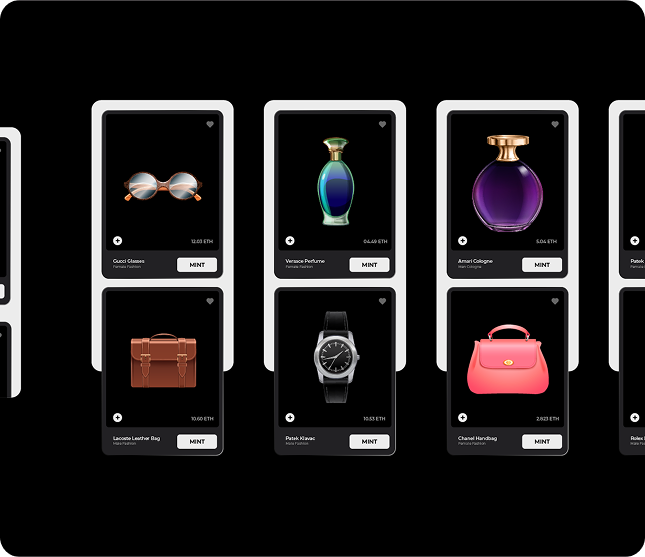 12.03 ETH
Gucci Glasses
Female Fashion
MINT
04.49 ETH
Versace Perfume
Female Fashion
MINT
5.04 ETH
Amari Cologne
Male Cologne
MINT
Patek
10.60 ETH
Lacoste Leather Bag
Male Fashion
MINT
10.53 ETH
Patek Klavac
Male Fashion
MINT
2.623 ETH
Chanel Handbag
Female Fashion
MINT
Rolex